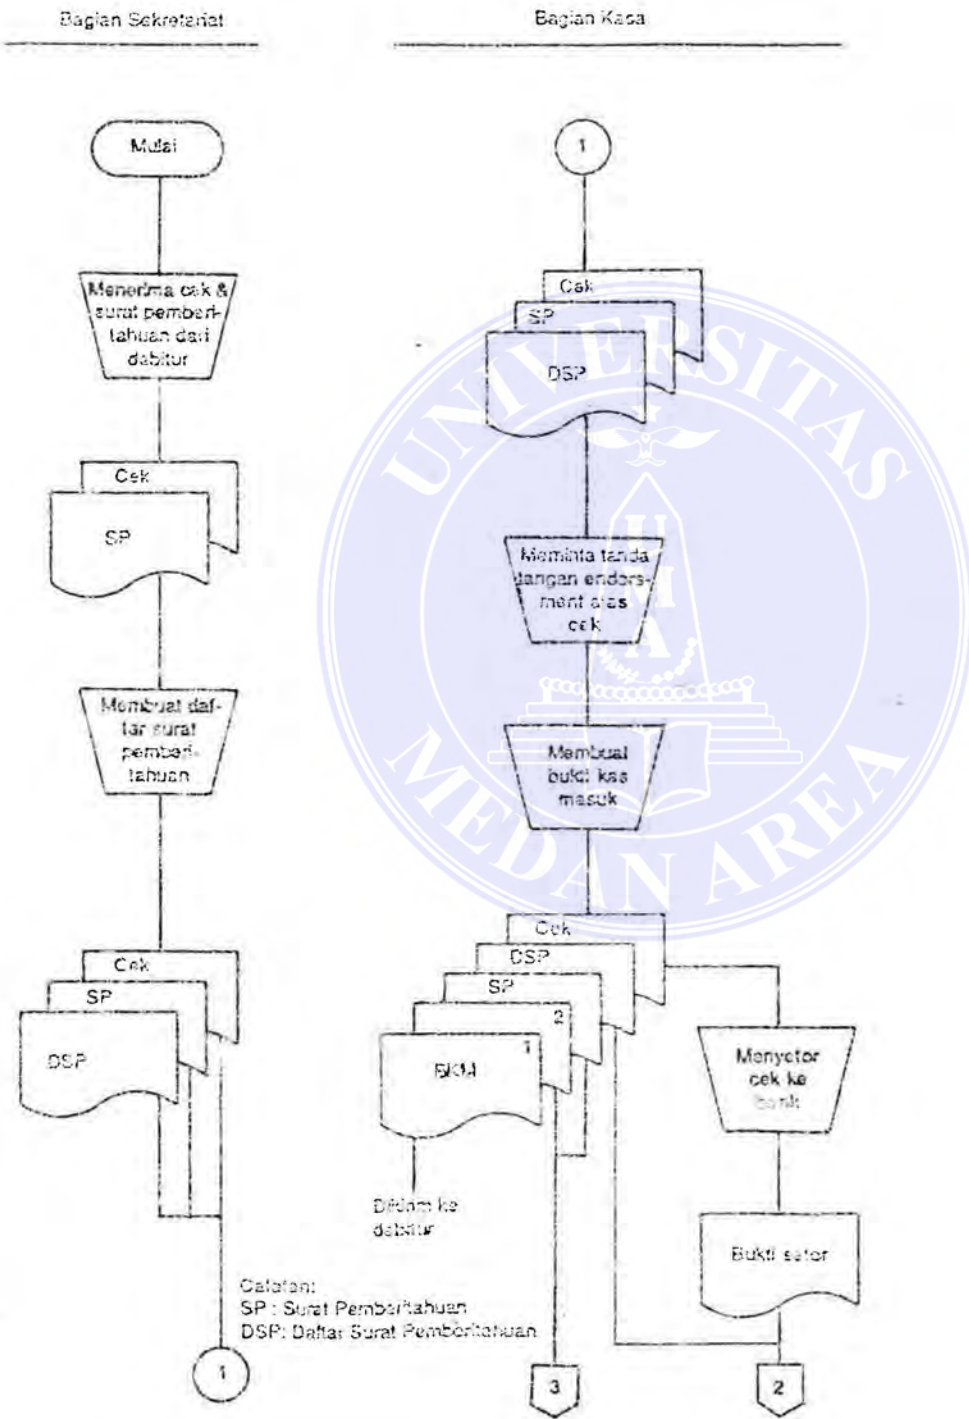 Bagian Sekretariat
Mulai
Menerima cek &
surat pemberi-
tahuan dari
dabitur
Cek
SP
Membuat daf-
tar surat
pemberi-
tahuan
Cek
SP
DSP
Catatan:
SP : Surat Pemberitahuan
DSP: Daftar Surat Pemberitahuan
1
Bagian Kasa
1
Cek
SP
DSP
Meminta tanda
tangan endors-
ment atas
cek
Membuat
bukti kas
masuk
Cek
DSP
SP
2
1
BKM
Dikirim ke
debitur
Menyetor
cek ke
bank
Bukti setor
3
2
UNIVERSITAS
MEDAN AREA
U
M
A